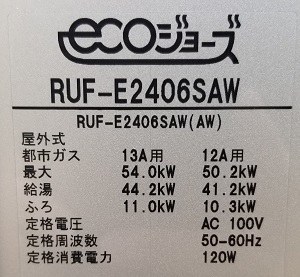 ecoジョーズ
RUF-E2406SAW
RUF-E2406SAW(AW)
屋外式
都市ガス 13A用 12A用
最大 54.0kW 50.2kW
給湯 44.2kW 41.2kW
ふろ 11.0kW 10.3kW
定格電圧 AC 100V
定格周波数 50-60Hz
定格消費電力 120W